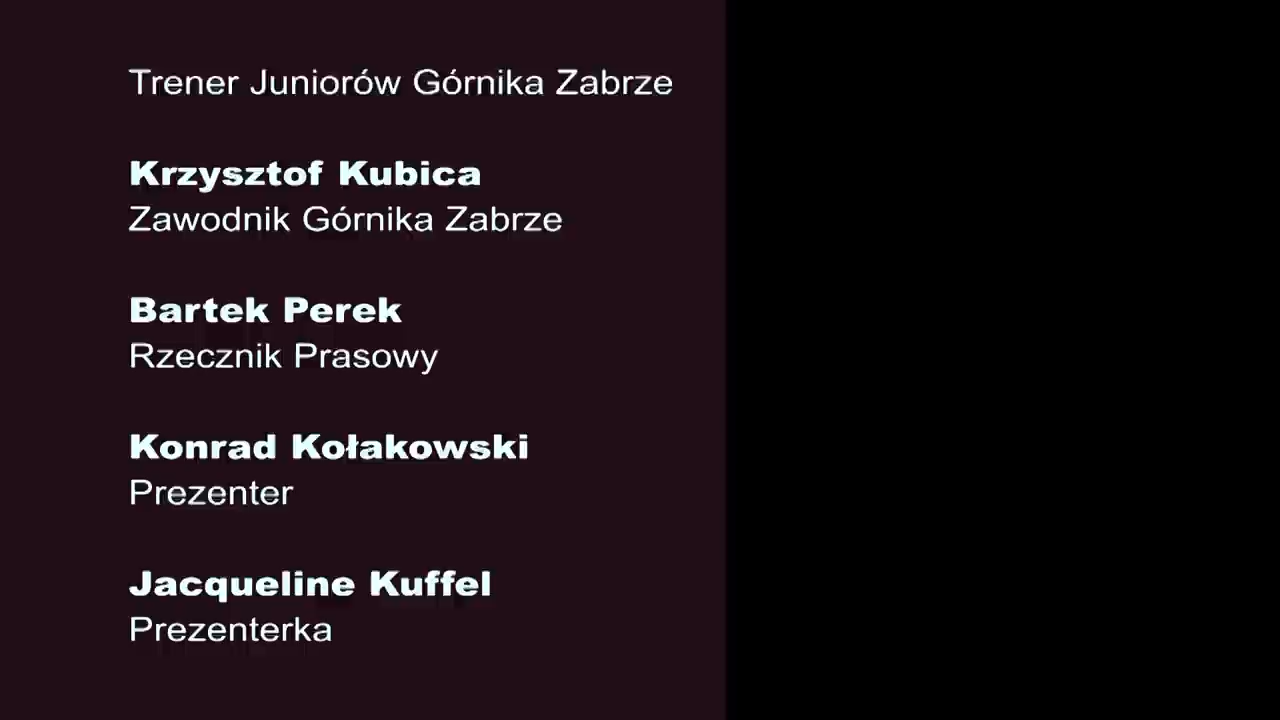 Trener Juniorów Górnika Zabrze
Krzysztof Kubica
Zawodnik Górnika Zabrze
Bartek Perek
Rzecznik Prasowy
Konrad Kołakowski
Prezenter
Jacqueline Kuffel
Prezenterka